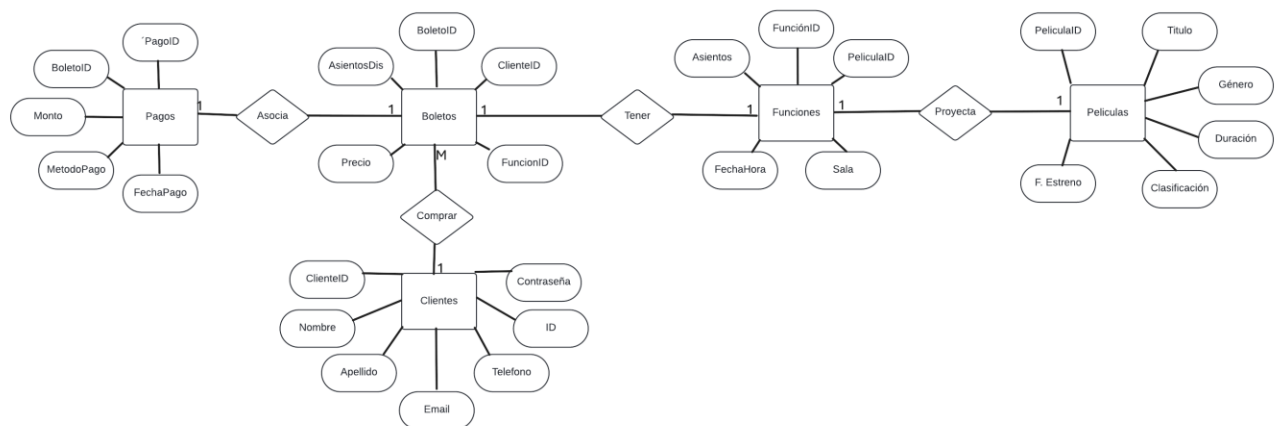 BoletoID
FunciónID
´PagoID
PeliculaID
Titulo
Asientos
PeliculaID
BoletoID
AsientosDis
ClienteID
Género
Monto
Pagos
1
Asocia
1
Boletos
1
Tener
1
Funciones
1
Proyecta
1
Peliculas
Duración
MetodoPago
FechaPago
Precio
M
FuncionID
FechaHora
Sala
F. Estreno
Clasificación
Comprar
1
ClienteID
Contraseña
Clientes
Nombre
ID
Apellido
Telefono
Email